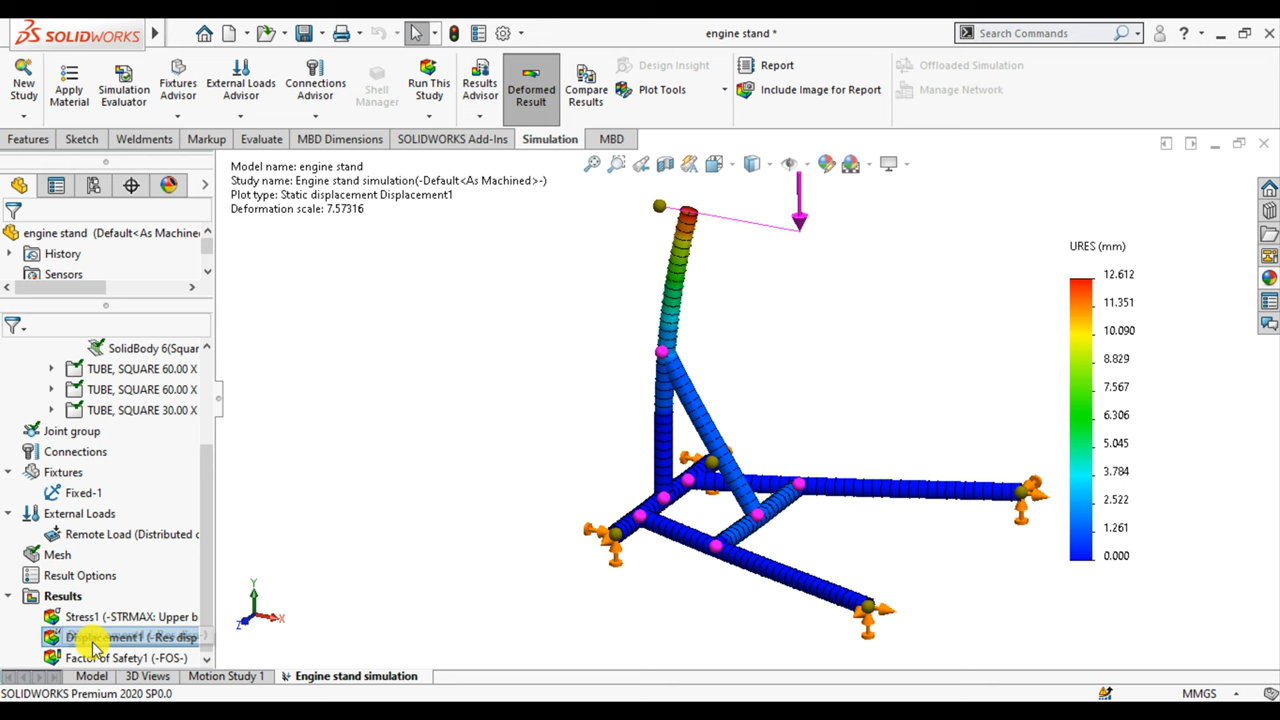 SOLIDWORKS
engine stand *
Search Commands
New Study
Apply Material
Simulation Evaluator
Fixtures Advisor
External Loads Advisor
Connections Advisor
Shell Manager
Run This Study
Results Advisor
Deformed Result
Compare Results
Design Insight
Plot Tools
Report
Include Image for Report
Offloaded Simulation
Manage Network
Features
Sketch
Weldments
Markup
Evaluate
MBD Dimensions
SOLIDWORKS Add-Ins
Simulation
MBD
Model name: engine stand
Study name: Engine stand simulation(-Default<As Machined>-)
Plot type: Static displacement Displacement1
Deformation scale: 7.57316
engine stand (Default<As Machine
History
Sensors
SolidBody 6(Squar
TUBE, SQUARE 60.00 X
TUBE, SQUARE 60.00 X
TUBE, SQUARE 30.00 X
Joint group
Connections
Fixtures
Fixed-1
External Loads
Remote Load (Distributed c
Mesh
Result Options
Results
Stress1 (-STRMAX: Upper b
Displacement1 (-Res disp
Factor of Safety1 (-FOS-)
URES (mm)
12.612
11.351
10.090
8.829
7.567
6.306
5.045
3.784
2.522
1.261
0.000
Y
X
Z
Model
3D Views
Motion Study 1
Engine stand simulation
SOLIDWORKS Premium 2020 SP0.0
MMGS